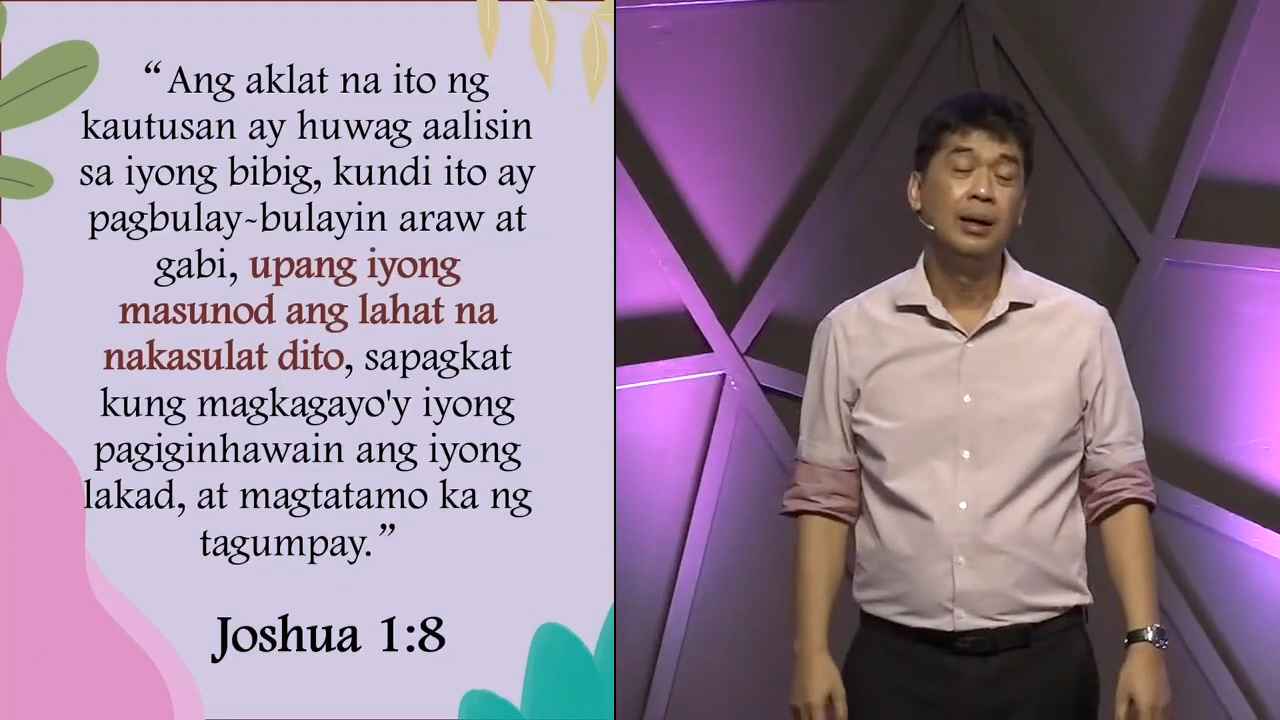 “Ang aklat na ito ng
kautusan ay huwag aalisin
sa iyong bibig, kundi ito ay
pagbulay-bulayin araw at
gabi, upang iyong
masunod ang lahat na
nakasulat dito, sapagkat
kung magkagayo'y iyong
pagiginhawain ang iyong
lakad, at magtatamo ka ng
tagumpay.”
Joshua 1:8